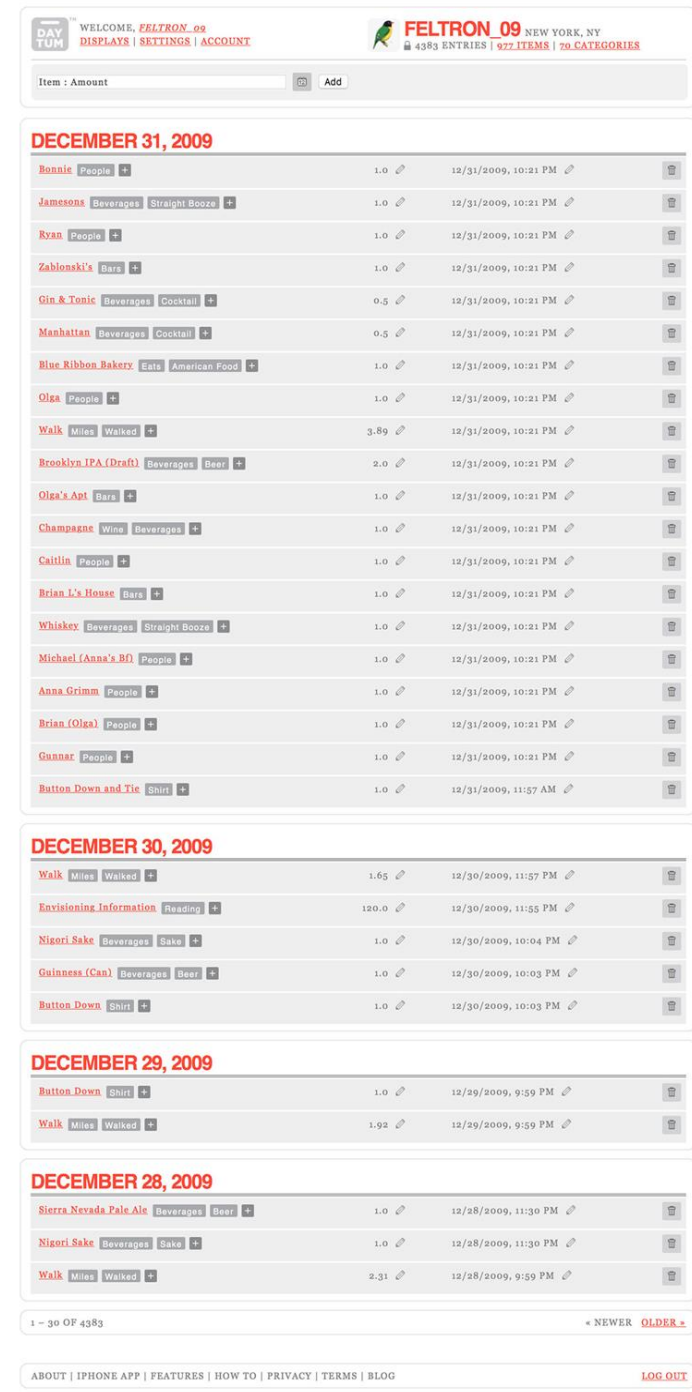 DAY TUM ™
WELCOME, FELTRON_09
DISPLAYS | SETTINGS | ACCOUNT
FELTRON_09 NEW YORK, NY
4383 ENTRIES | 977 ITEMS | 70 CATEGORIES
Item : Amount Add
DECEMBER 31, 2009
Bonnie People + 1.0 12/31/2009, 10:21 PM
Jamesons Beverages Straight Booze + 1.0 12/31/2009, 10:21 PM
Ryan People + 1.0 12/31/2009, 10:21 PM
Zablonski's Bars + 1.0 12/31/2009, 10:21 PM
Gin & Tonic Beverages Cocktail + 0.5 12/31/2009, 10:21 PM
Manhattan Beverages Cocktail + 0.5 12/31/2009, 10:21 PM
Blue Ribbon Bakery Eats American Food + 1.0 12/31/2009, 10:21 PM
Olga People + 1.0 12/31/2009, 10:21 PM
Walk Miles Walked + 3.89 12/31/2009, 10:21 PM
Brooklyn IPA (Draft) Beverages Beer + 2.0 12/31/2009, 10:21 PM
Olga's Apt Bars + 1.0 12/31/2009, 10:21 PM
Champagne Wine Beverages + 1.0 12/31/2009, 10:21 PM
Caitlin People + 1.0 12/31/2009, 10:21 PM
Brian L's House Bars + 1.0 12/31/2009, 10:21 PM
Whiskey Beverages Straight Booze + 1.0 12/31/2009, 10:21 PM
Michael (Anna's Bf) People + 1.0 12/31/2009, 10:21 PM
Anna Grimm People + 1.0 12/31/2009, 10:21 PM
Brian (Olga) People + 1.0 12/31/2009, 10:21 PM
Gunnar People + 1.0 12/31/2009, 10:21 PM
Button Down and Tie Shirt + 1.0 12/31/2009, 11:57 AM
DECEMBER 30, 2009
Walk Miles Walked + 1.65 12/30/2009, 11:57 PM
Envisioning Information Reading + 120.0 12/30/2009, 11:55 PM
Nigori Sake Beverages Sake + 1.0 12/30/2009, 10:04 PM
Guinness (Can) Beverages Beer + 1.0 12/30/2009, 10:03 PM
Button Down Shirt + 1.0 12/30/2009, 10:03 PM
DECEMBER 29, 2009
Button Down Shirt + 1.0 12/29/2009, 9:59 PM
Walk Miles Walked + 1.92 12/29/2009, 9:59 PM
DECEMBER 28, 2009
Sierra Nevada Pale Ale Beverages Beer + 1.0 12/28/2009, 11:30 PM
Nigori Sake Beverages Sake + 1.0 12/28/2009, 11:30 PM
Walk Miles Walked + 2.31 12/28/2009, 9:59 PM
1 – 30 OF 4383 « NEWER OLDER »
ABOUT | IPHONE APP | FEATURES | HOW TO | PRIVACY | TERMS | BLOG LOG OUT